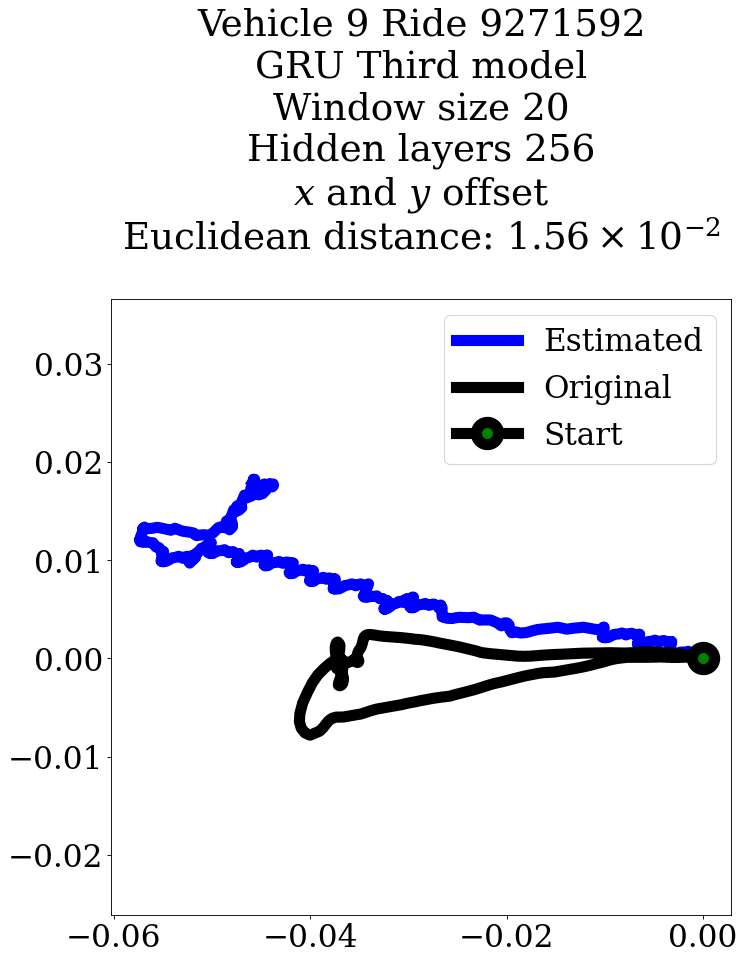 Vehicle 9 Ride 9271592
GRU Third model
Window size 20
Hidden layers 256
x and y offset
Euclidean distance: 1.56 × 10⁻²
Estimated
Original
Start
0.03
0.02
0.01
0.00
−0.01
−0.02
−0.06
−0.04
−0.02
0.00